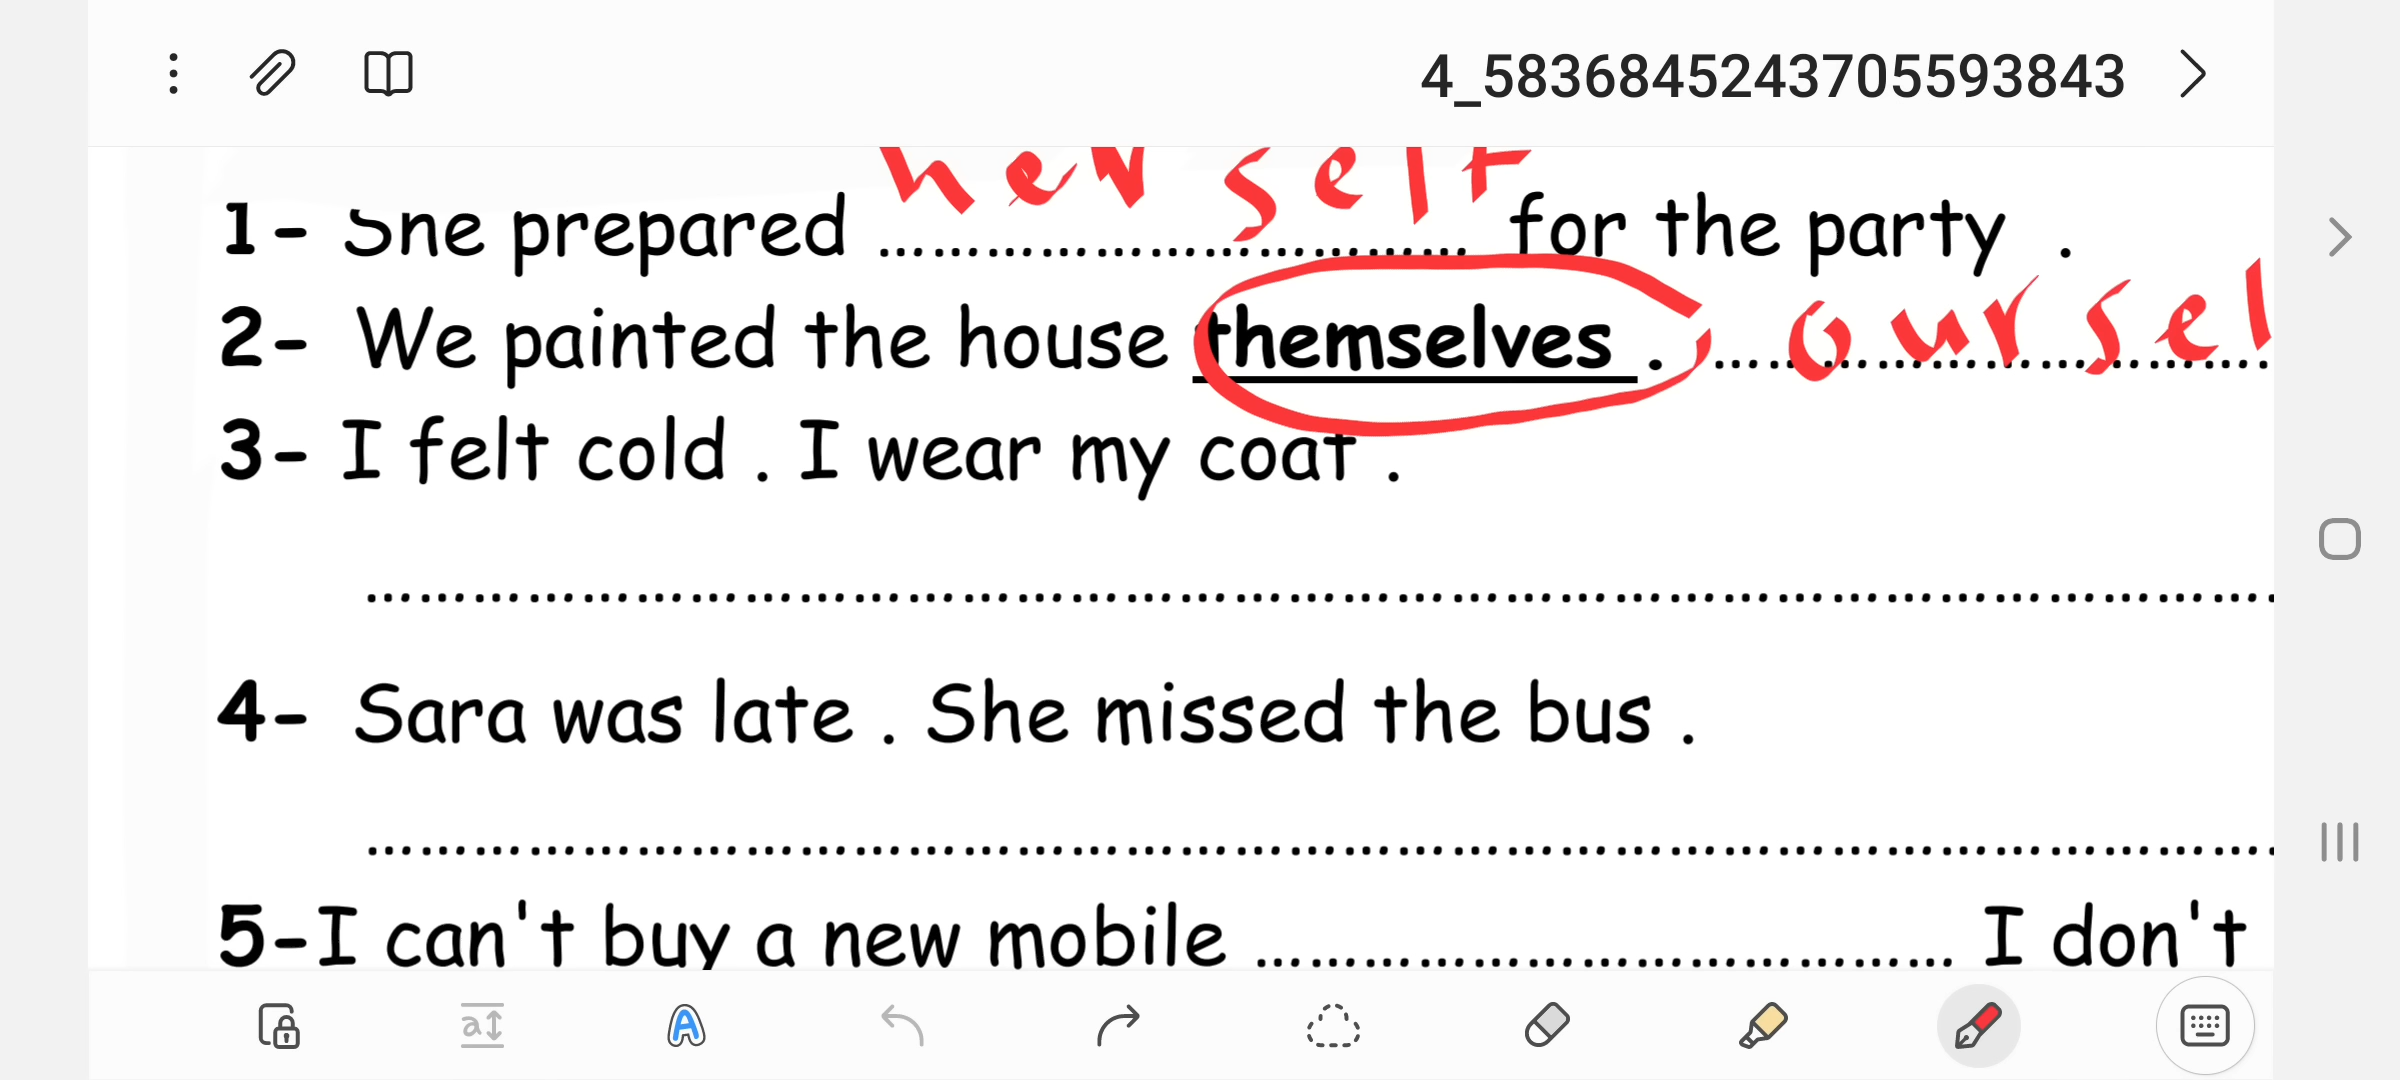 4_5836845243705593843
her self
1- She prepared .............................. for the party .
2- We painted the house themselves . .............................. oursel
3- I felt cold . I wear my coat .
....................................................................................................
4- Sara was late . She missed the bus .
....................................................................................................
5-I can't buy a new mobile .............................. I don't